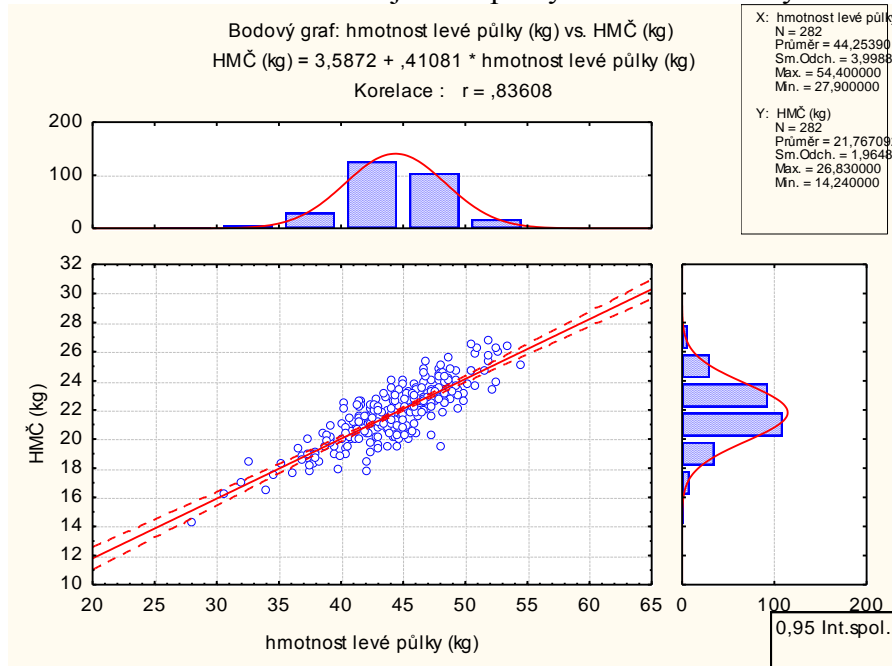 Bodový graf: hmotnost levé půlky (kg) vs. HMČ (kg)
HMČ (kg) = 3,5872 + ,41081 * hmotnost levé půlky (kg)
Korelace : r = ,83608
X: hmotnost levé půlky
N = 282
Průměr = 44,25390
Sm.Odch. = 3,9988
Max. = 54,400000
Min. = 27,900000
Y: HMČ (kg)
N = 282
Průměr = 21,76709
Sm.Odch. = 1,9648
Max. = 26,830000
Min. = 14,240000
200
100
0
32
30
28
26
24
22
20
18
16
14
12
10
HMČ (kg)
20 25 30 35 40 45 50 55 60 65
hmotnost levé půlky (kg)
0 100 200
0,95 Int.spol.